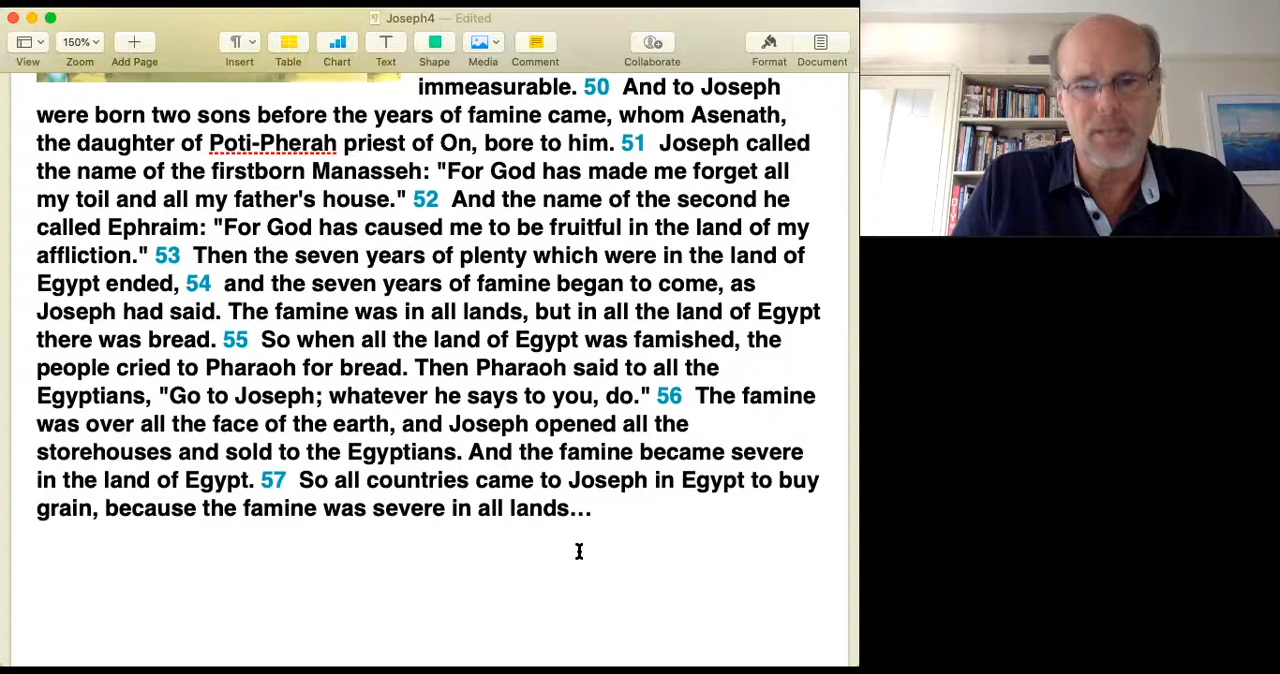 Joseph4 — Edited
150%
View Zoom Add Page Insert Table Chart Text Shape Media Comment Collaborate Format Document
immeasurable. 50 And to Joseph
were born two sons before the years of famine came, whom Asenath,
the daughter of Poti-Pherah priest of On, bore to him. 51 Joseph called
the name of the firstborn Manasseh: "For God has made me forget all
my toil and all my father's house." 52 And the name of the second he
called Ephraim: "For God has caused me to be fruitful in the land of my
affliction." 53 Then the seven years of plenty which were in the land of
Egypt ended, 54 and the seven years of famine began to come, as
Joseph had said. The famine was in all lands, but in all the land of Egypt
there was bread. 55 So when all the land of Egypt was famished, the
people cried to Pharaoh for bread. Then Pharaoh said to all the
Egyptians, "Go to Joseph; whatever he says to you, do." 56 The famine
was over all the face of the earth, and Joseph opened all the
storehouses and sold to the Egyptians. And the famine became severe
in the land of Egypt. 57 So all countries came to Joseph in Egypt to buy
grain, because the famine was severe in all lands...